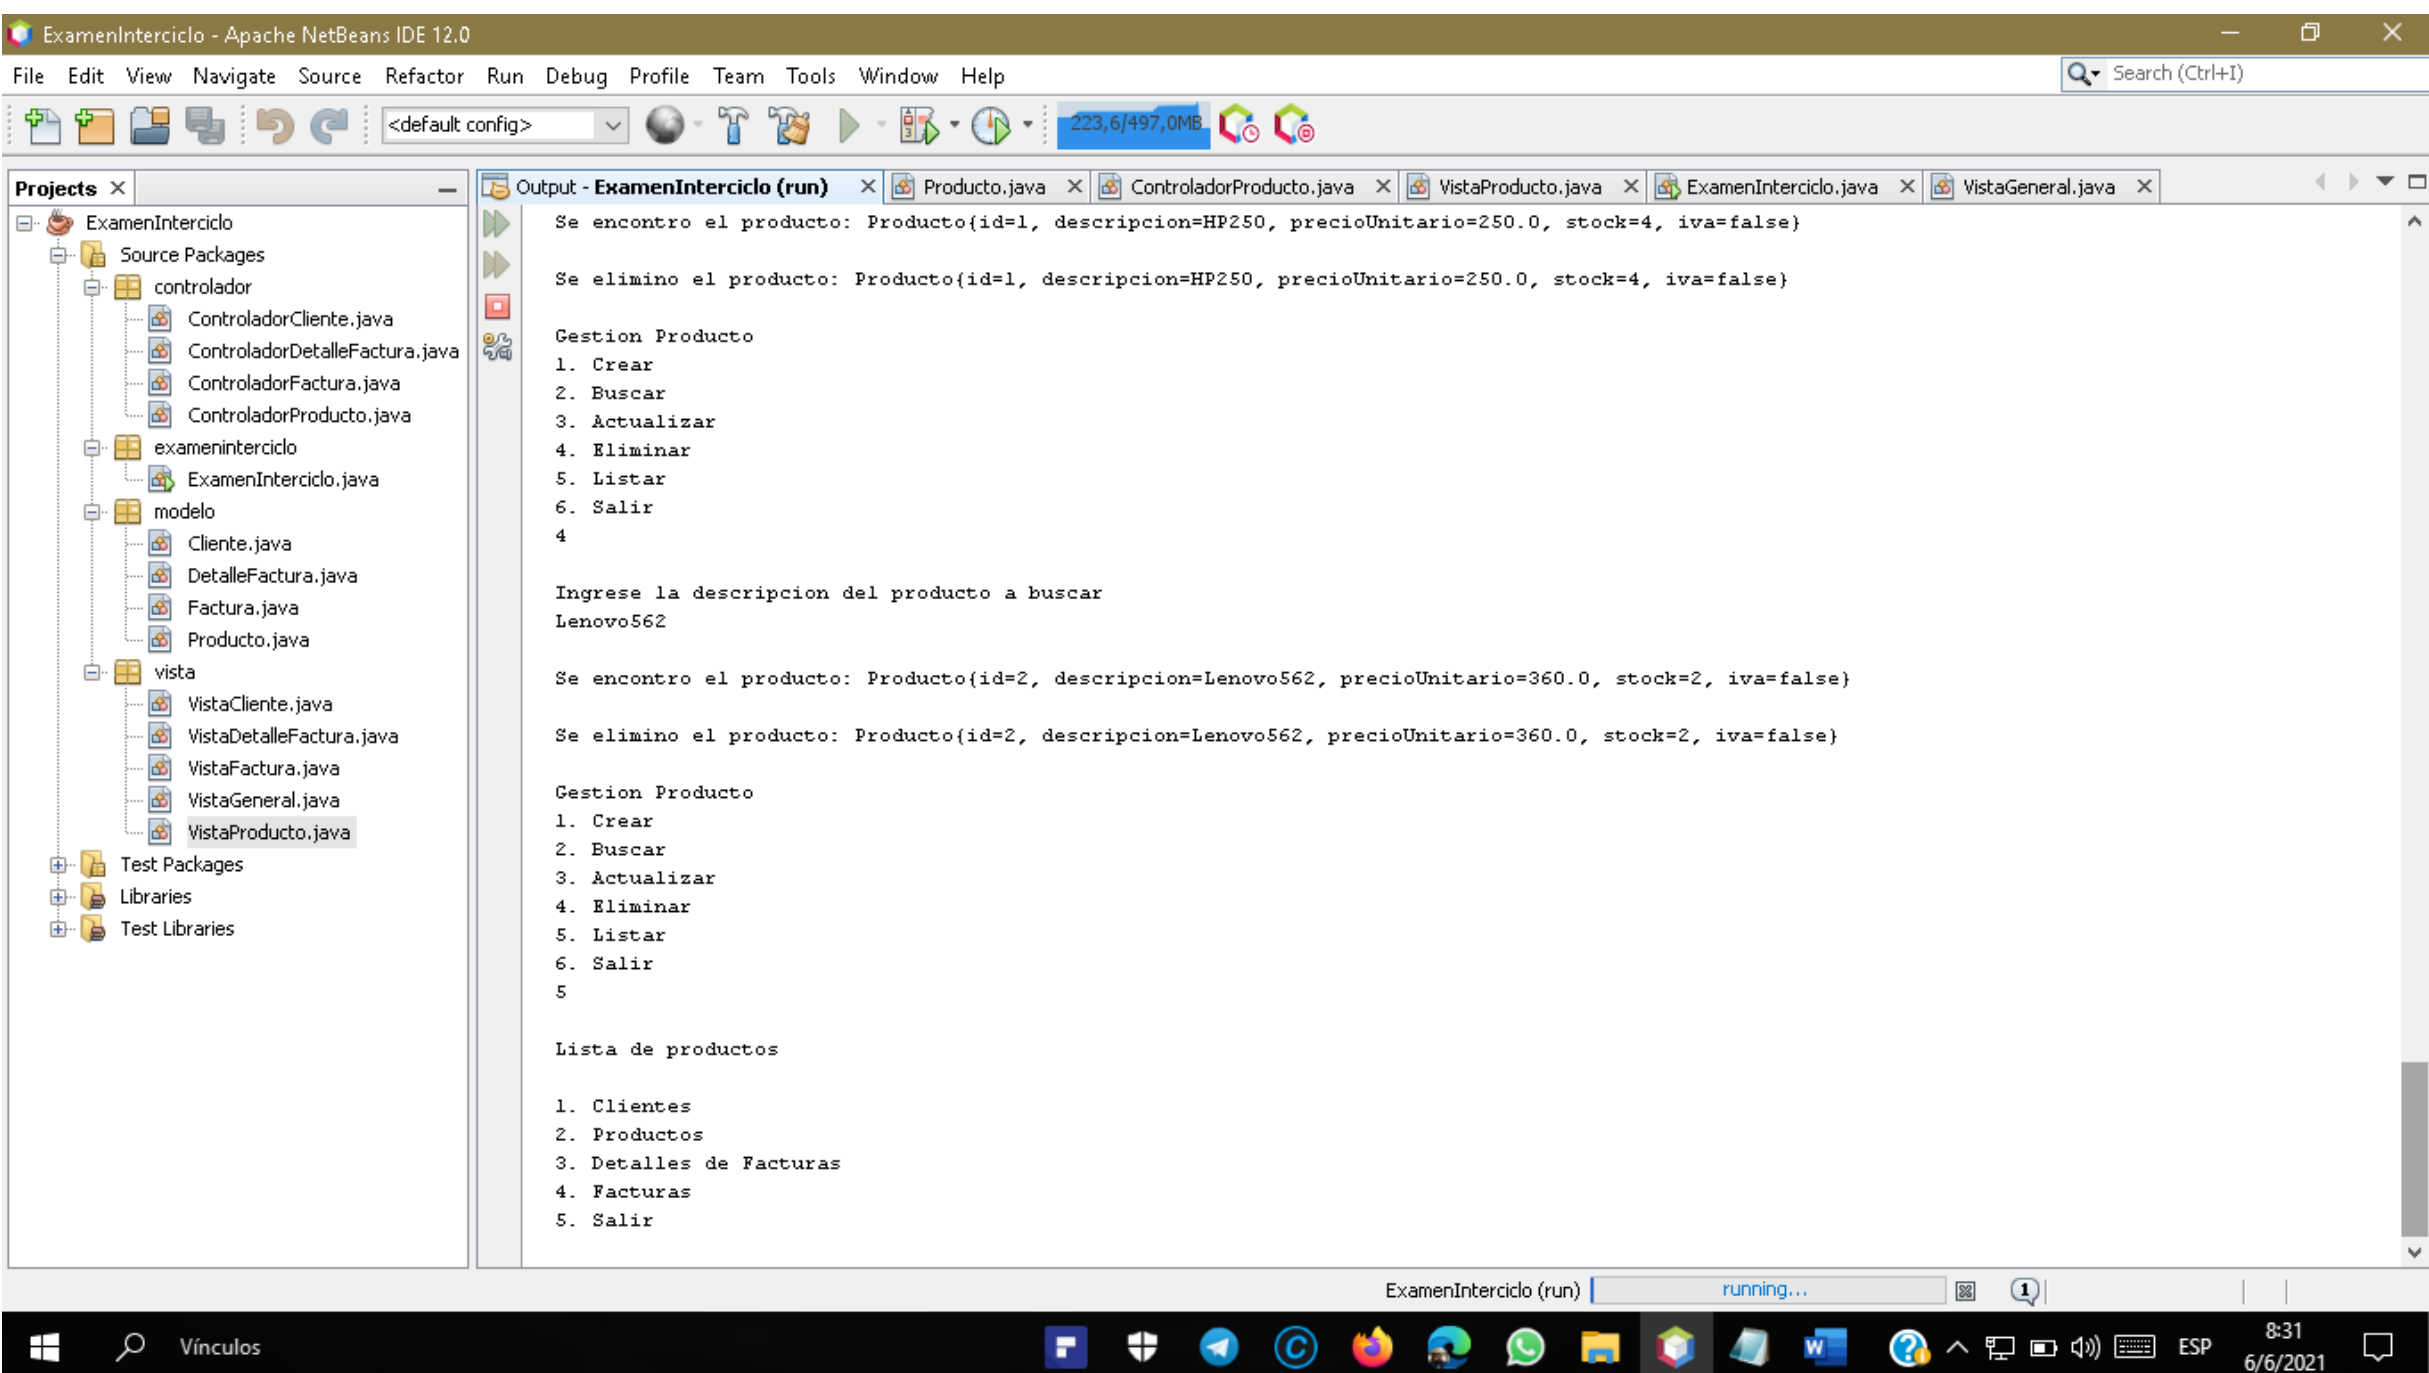 ExamenInterciclo - Apache NetBeans IDE 12.0
File Edit View Navigate Source Refactor Run Debug Profile Team Tools Window Help
Search (Ctrl+I)
<default config>
223,6/497,0MB
Projects
Output - ExamenInterciclo (run)
Producto.java
ControladorProducto.java
VistaProducto.java
ExamenInterciclo.java
VistaGeneral.java
ExamenInterciclo
Source Packages
controlador
ControladorCliente.java
ControladorDetalleFactura.java
ControladorFactura.java
ControladorProducto.java
exameninterciclo
ExamenInterciclo.java
modelo
Cliente.java
DetalleFactura.java
Factura.java
Producto.java
vista
VistaCliente.java
VistaDetalleFactura.java
VistaFactura.java
VistaGeneral.java
VistaProducto.java
Test Packages
Libraries
Test Libraries
Se encontro el producto: Producto{id=1, descripcion=HP250, precioUnitario=250.0, stock=4, iva=false}
Se elimino el producto: Producto{id=1, descripcion=HP250, precioUnitario=250.0, stock=4, iva=false}
Gestion Producto
1. Crear
2. Buscar
3. Actualizar
4. Eliminar
5. Listar
6. Salir
4
Ingrese la descripcion del producto a buscar
Lenovo562
Se encontro el producto: Producto{id=2, descripcion=Lenovo562, precioUnitario=360.0, stock=2, iva=false}
Se elimino el producto: Producto{id=2, descripcion=Lenovo562, precioUnitario=360.0, stock=2, iva=false}
Gestion Producto
1. Crear
2. Buscar
3. Actualizar
4. Eliminar
5. Listar
6. Salir
5
Lista de productos
1. Clientes
2. Productos
3. Detalles de Facturas
4. Facturas
5. Salir
ExamenInterciclo (run)
running...
1
Vínculos
ESP
8:31
6/6/2021